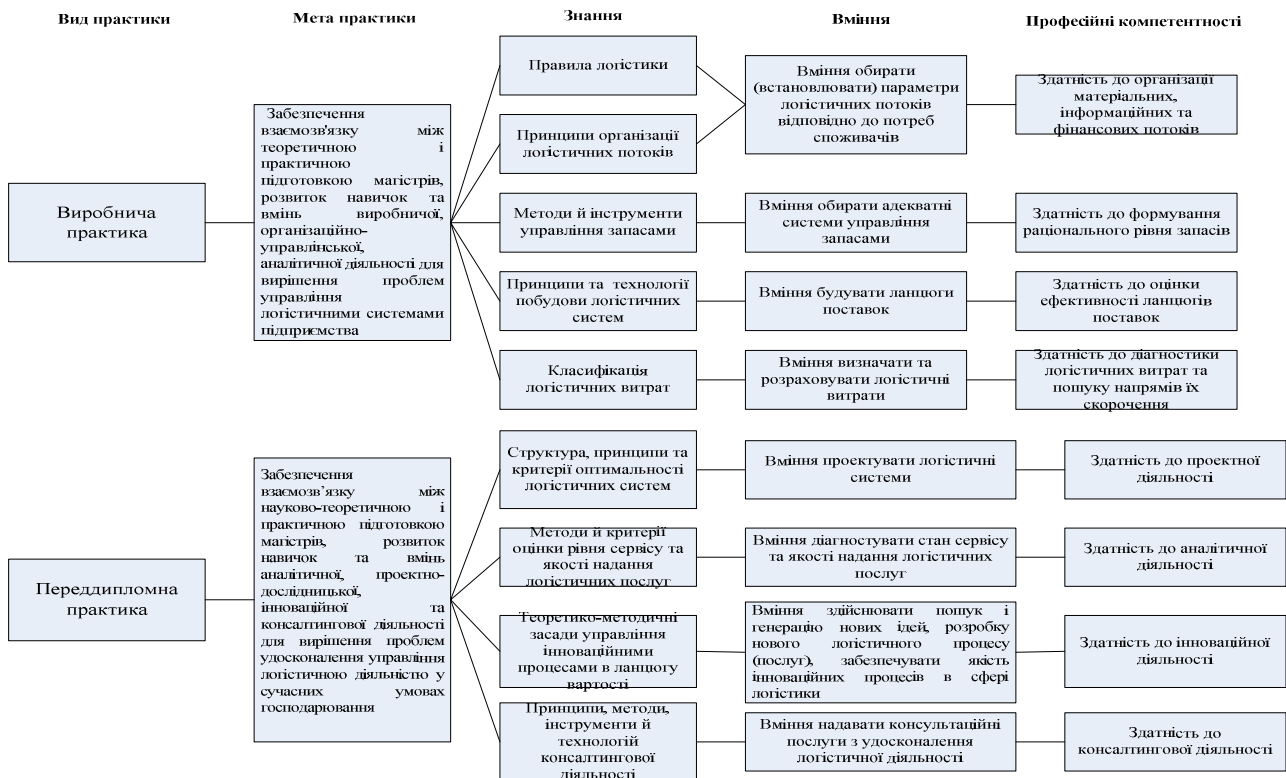 Вид практики
Мета практики
Знання
Вміння
Професійні компетентності
Виробнича
практика
Забезпечення
взаємозв'язку між
теоретичною і
практичною
підготовкою магістрів,
розвиток навичок та
вмінь виробничої,
організаційно-
управлінської,
аналітичної діяльності для
вирішення проблем
управління
логістичними системами
підприємства
Правила логістики
Принципи організації
логістичних потоків
Вміння обирати
(встановлювати) параметри
логістичних потоків
відповідно до потреб
споживачів
Здатність до організації
матеріальних,
інформаційних та
фінансових потоків
Методи й інструменти
управління запасами
Вміння обирати адекватні
системи управління
запасами
Здатність до формування
раціонального рівня запасів
Принципи та технології
побудови логістичних
систем
Вміння будувати ланцюги
поставок
Здатність до оцінки
ефективності ланцюгів
поставок
Класифікація
логістичних витрат
Вміння визначати та
розраховувати логістичні
витрати
Здатність до діагностики
логістичних витрат та
пошуку напрямів їх
скорочення
Переддипломна
практика
Забезпечення
взаємозв’язку між
науково-теоретичною і
практичною підготовкою
магістрів, розвиток
навичок та вмінь
аналітичної, проектно-
дослідницької,
інноваційної та
консалтингової діяльності
для вирішення проблем
удосконалення управління
логістичною діяльністю у
сучасних умовах
господарювання
Структура, принципи та
критерії оптимальності
логістичних систем
Вміння проектувати логістичні
системи
Здатність до проектної
діяльності
Методи й критерії
оцінки рівня сервісу та
якості надання
логістичних послуг
Вміння діагностувати стан сервісу
та якості надання логістичних
послуг
Здатність до аналітичної
діяльності
Теоретико-методичні
засади управління
інноваційними
процесами в ланцюгу
вартості
Вміння здійснювати пошук і
генерацію нових ідей, розробку
нового логістичного процесу
(послуг), забезпечувати якість
інноваційних процесів в сфері
логістики
Здатність до інноваційної
діяльності
Принципи, методи,
інструменти й
технологій
консалтингової
діяльності
Вміння надавати консультаційні
послуги з удосконалення
логістичної діяльності
Здатність до
консалтингової діяльності